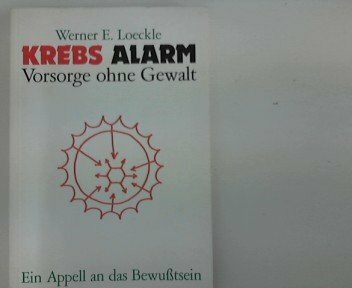 Werner E. Loeckle
KREBS ALARM
Vorsorge ohne Gewalt
Ein Appell an das Bewußtsein